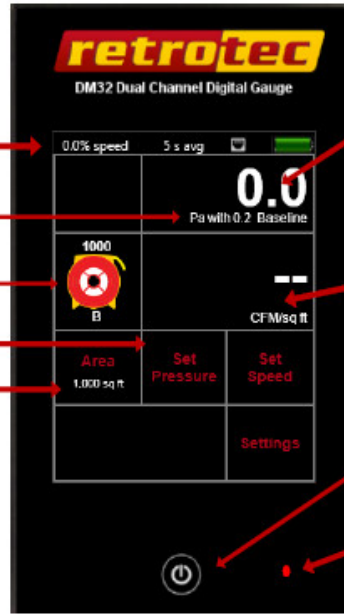 retrotec
DM32 Dual Channel Digital Gauge
0.0% speed 5 s avg
0.0
Pa with 0.2 Baseline
1000
B
--
CFM/sq ft
Area
1,000 sq ft
Set
Pressure
Set
Speed
Settings